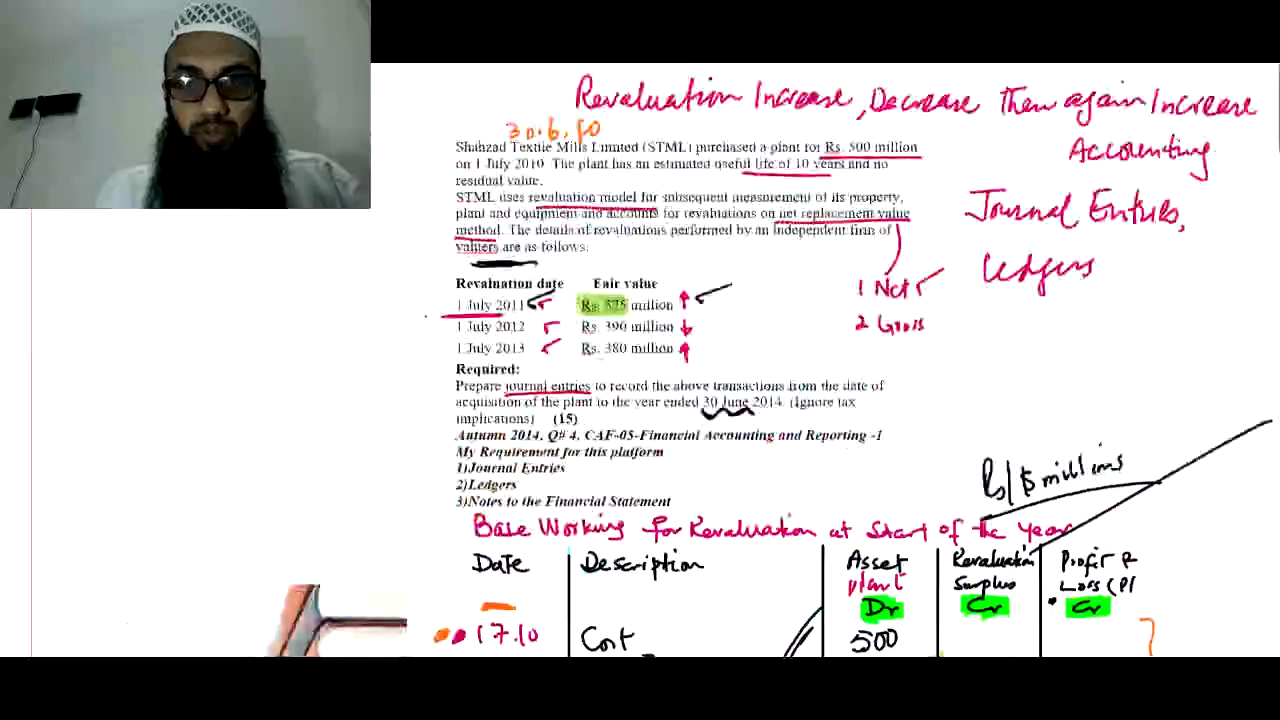 Revaluation Increase, Decrease Then again Increase
Accounting
Journal Entries,
Ledgers
30.6.10
Shahzad Textile Mills Limited (STML) purchased a plant for Rs. 500 million
on 1 July 2010. The plant has an estimated useful life of 10 years and no
residual value.
STML uses revaluation model for subsequent measurement of its property,
plant and equipment and accounts for revaluations on net replacement value
method. The details of revaluations performed by an independent firm of
valuers are as follows:
Revaluation date Fair value
1 July 2011 Rs. 575 million
1 July 2012 Rs. 390 million
1 July 2013 Rs. 380 million
1 Net
2 Gross
Required:
Prepare journal entries to record the above transactions from the date of
acquisition of the plant to the year ended 30 June 2014. (Ignore tax
implications) (15)
Autumn 2014, Q# 4, CAF-05-Financial Accounting and Reporting -I
My Requirement for this platform
1)Journal Entries
2)Ledgers
3)Notes to the Financial Statement
Rs/$ millions
Base Working for Revaluation at Start of the Year
Date Description Asset Revaluation Profit &
Plant Surplus Loss (P/
Dr Cr Cr
1 7.10 Cost 500